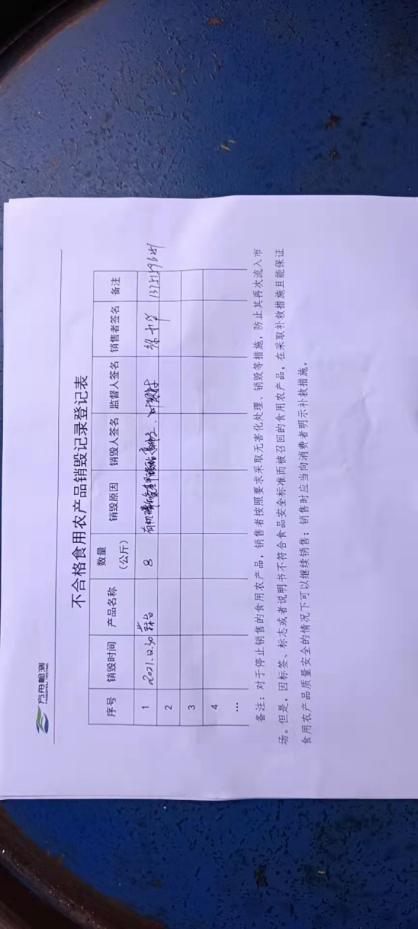 方舟检测
不合格食用农产品销毁记录登记表
序号 销毁时间 产品名称 数量（公斤） 销毁原因 销毁人签名 监督人签名 销售者签名 备注
1 2021.12.30 8
2
3
4
…
备注：对于停止销售的食用农产品，销售者按照要求采取无害化处理、销毁等措施，防止其再次流入市
场。但是，因标签、标志或者说明书不符合食品安全标准而被召回的食用农产品，在采取补救措施且能保证
食用农产品质量安全的情况下可以继续销售；销售时应当向消费者明示补救措施。